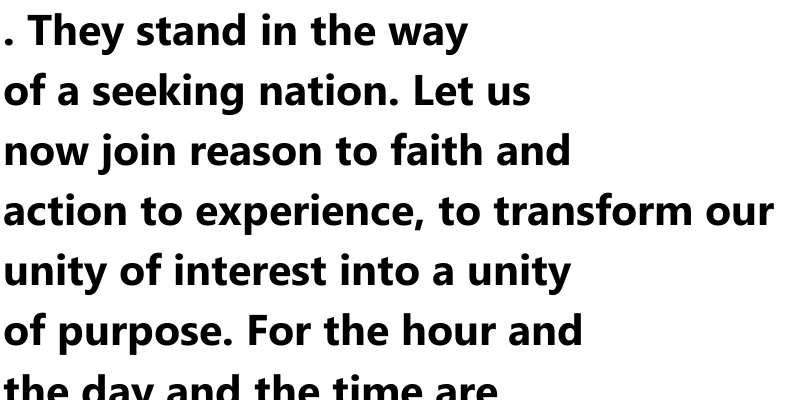 . They stand in the way
of a seeking nation. Let us
now join reason to faith and
action to experience, to transform our
unity of interest into a unity
of purpose. For the hour and
the day and the time are